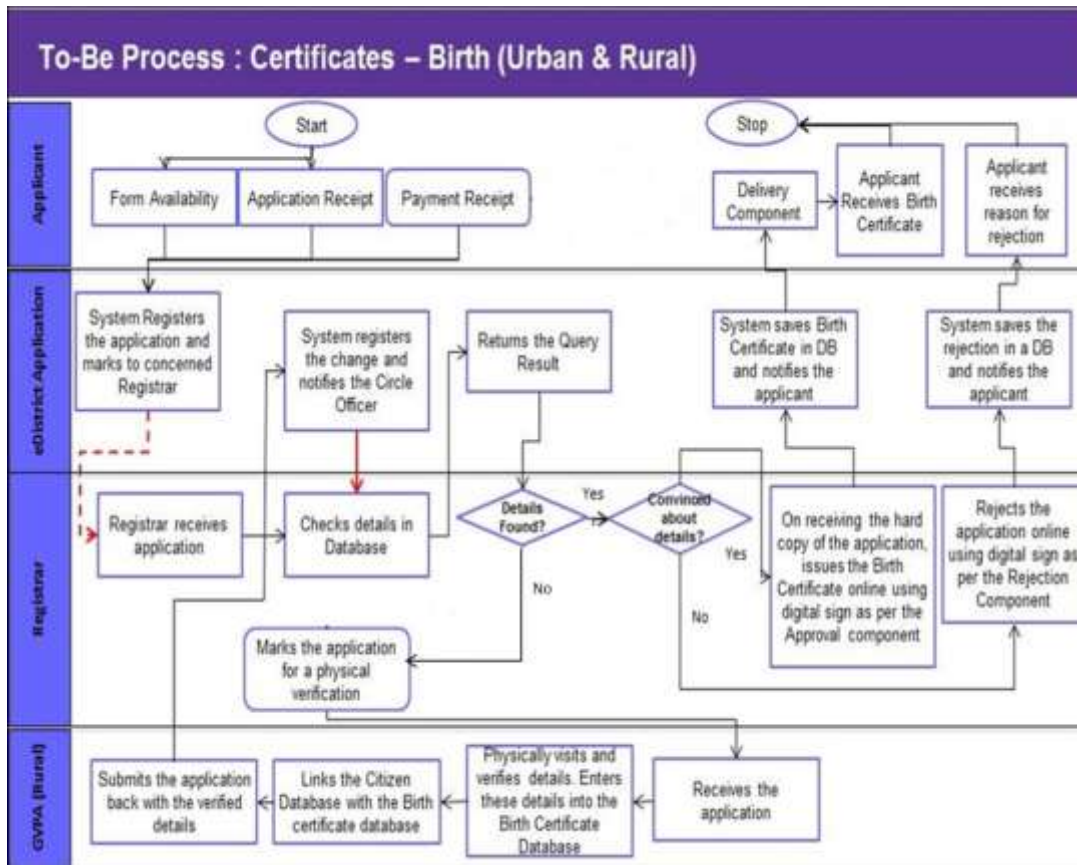 To-Be Process : Certificates – Birth (Urban & Rural)
Applicant
Start
Stop
Form Availability
Application Receipt
Payment Receipt
Delivery
Component
Applicant
Receives Birth
Certificate
Applicant
receives
reason for
rejection
eDistrict Application
System Registers
the application and
marks to concerned
Registrar
System registers
the change and
notifies the Circle
Officer
Returns the Query
Result
System saves Birth
Certificate in DB
and notifies the
applicant
System saves the
rejection in a DB
and notifies the
applicant
Registrar
Registrar receives
application
Checks details in
Database
Details
Found?
Yes
Convinced
about
details?
Yes
No
No
On receiving the hard
copy of the application,
issues the Birth
Certificate online using
digital sign as per the
Approval component
Rejects the
application online
using digital sign as
per the Rejection
Component
Marks the application
for a physical
verification
GVPA (Rural)
Submits the application
back with the verified
details
Links the Citizen
Database with the Birth
certificate database
Physically visits and
verifies details. Enters
these details into the
Birth Certificate
Database
Receives the
application